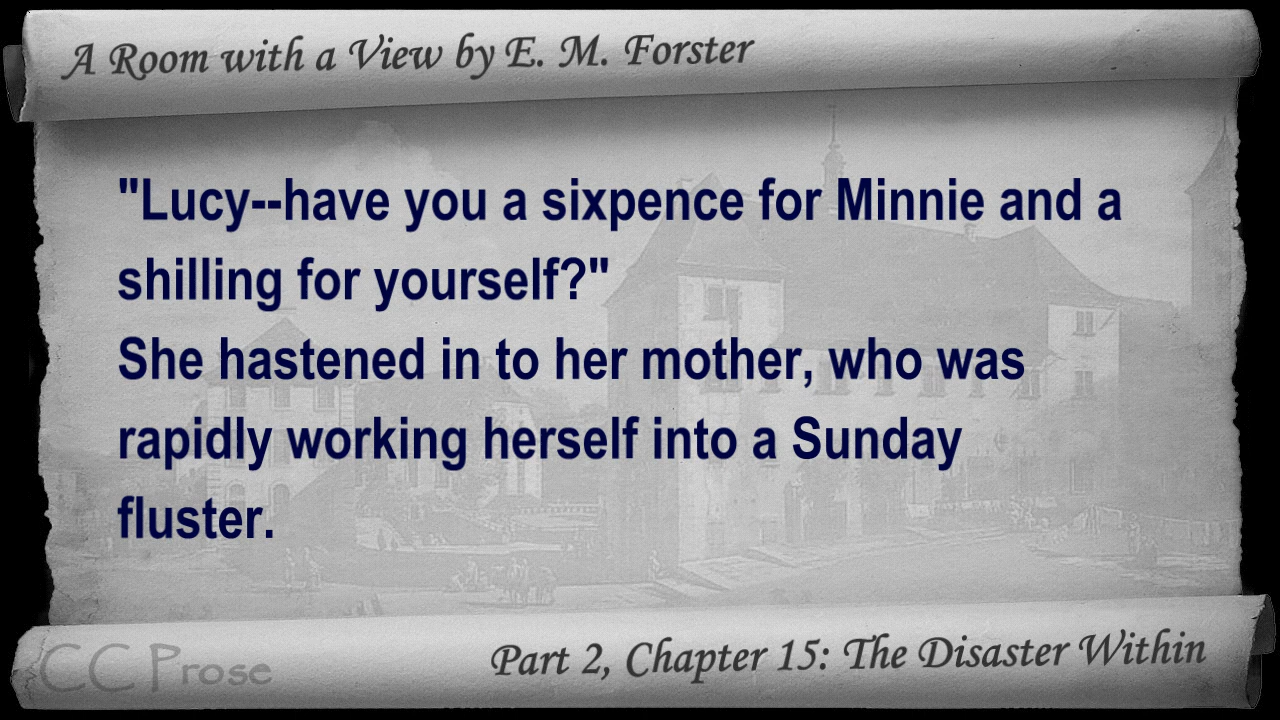 A Room with a View by E. M. Forster
"Lucy--have you a sixpence for Minnie and a
shilling for yourself?"
She hastened in to her mother, who was
rapidly working herself into a Sunday
fluster.
CC Prose
Part 2, Chapter 15: The Disaster Within